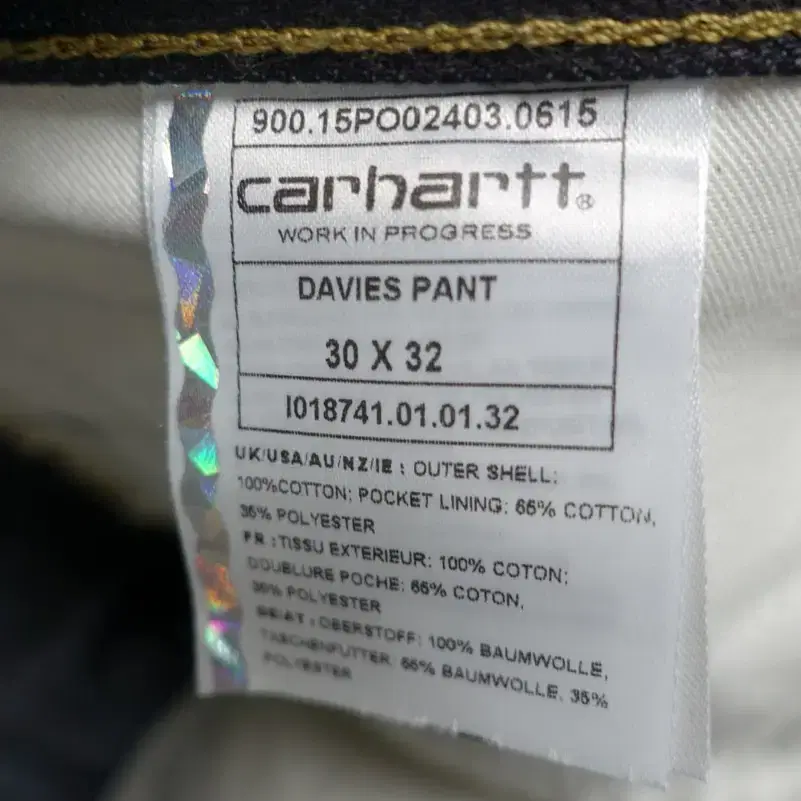 900.15PO02403.0615
carhartt®
WORK IN PROGRESS
DAVIES PANT
30 X 32
I018741.01.01.32
UK/USA/AU/NZ/IE : OUTER SHELL:
100%COTTON; POCKET LINING: 65% COTTON,
35% POLYESTER
FR : TISSU EXTERIEUR: 100% COTON;
DOUBLURE POCHE: 65% COTON,
35% POLYESTER
DE/AT : OBERSTOFF: 100% BAUMWOLLE,
TASCHENFUTTER: 65% BAUMWOLLE, 35%
POLYESTER